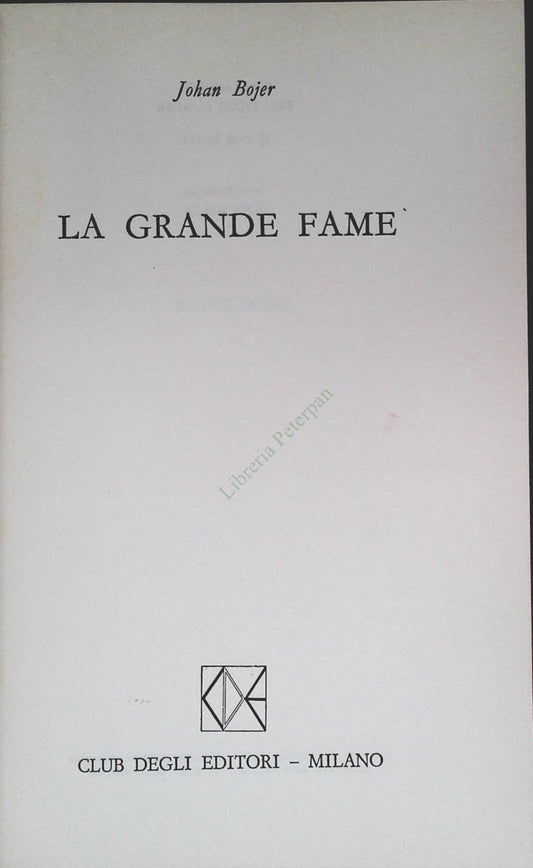 Johan Bojer
LA GRANDE FAME
Libreria Peterpan
CDE
CLUB DEGLI EDITORI – MILANO